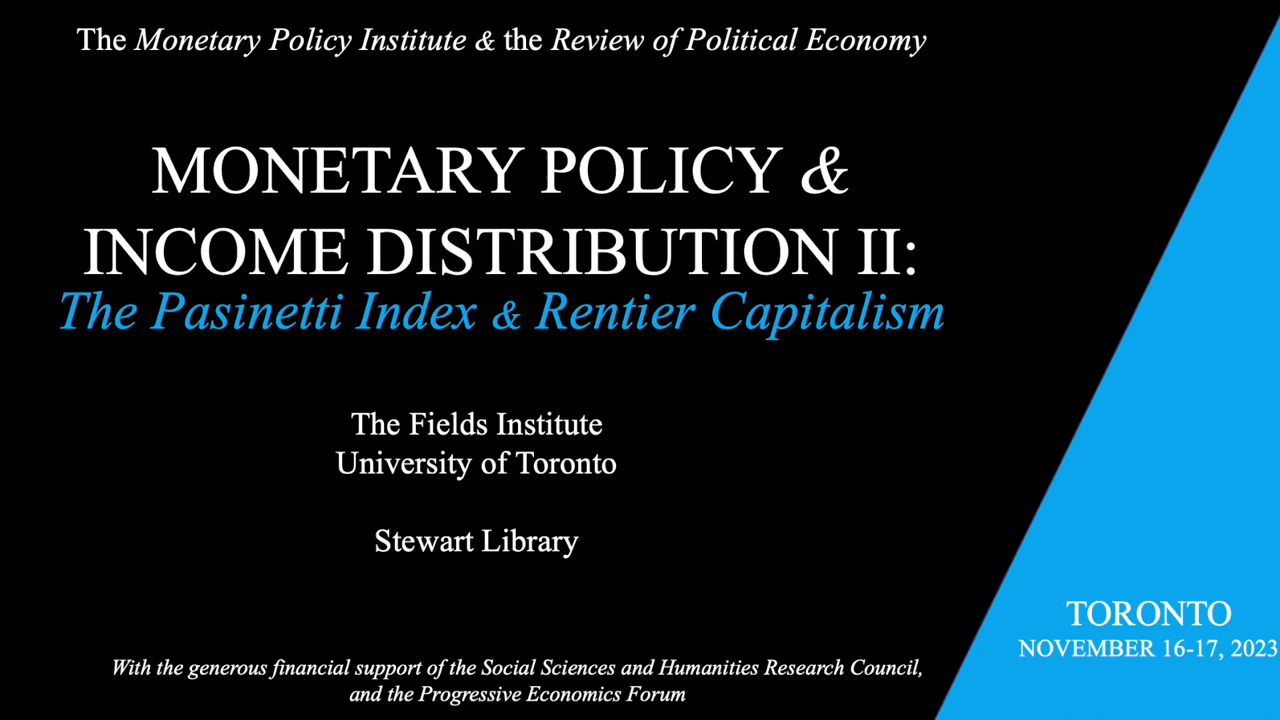 The Monetary Policy Institute & the Review of Political Economy
MONETARY POLICY &
INCOME DISTRIBUTION II:
The Pasinetti Index & Rentier Capitalism
The Fields Institute
University of Toronto
Stewart Library
TORONTO
NOVEMBER 16-17, 2023
With the generous financial support of the Social Sciences and Humanities Research Council,
and the Progressive Economics Forum